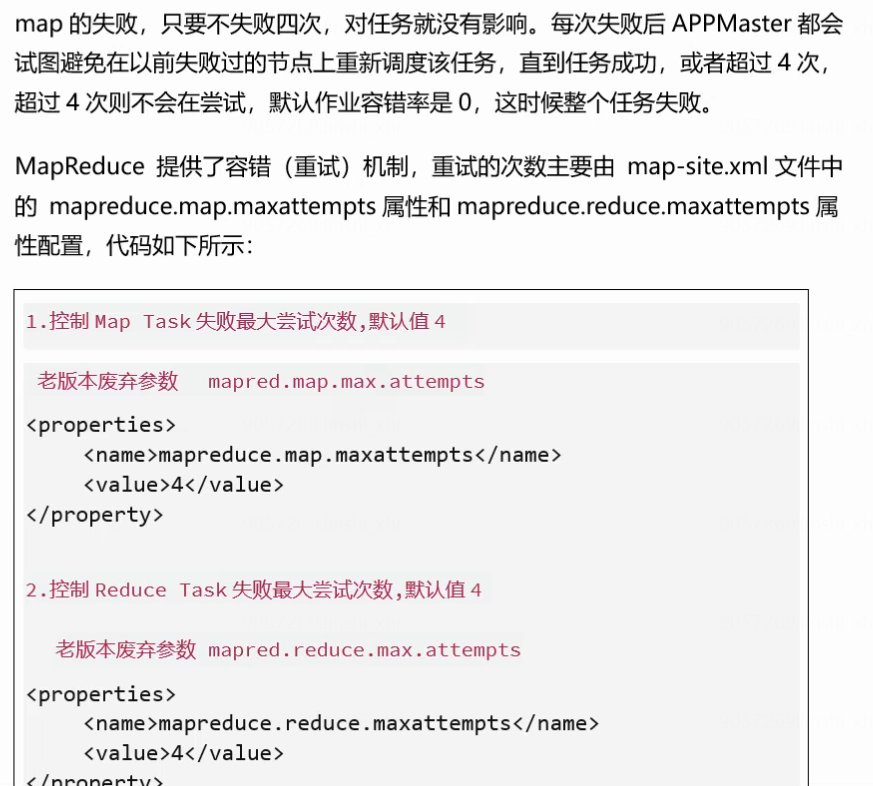 map 的失败，只要不失败四次，对任务就没有影响。每次失败后 APPMaster 都会
试图避免在以前失败过的节点上重新调度该任务，直到任务成功，或者超过 4 次，
超过 4 次则不会在尝试，默认作业容错率是 0，这时候整个任务失败。
MapReduce 提供了容错（重试）机制，重试的次数主要由 map-site.xml 文件中
的 mapreduce.map.maxattempts 属性和 mapreduce.reduce.maxattempts 属
性配置，代码如下所示：
1.控制 Map Task 失败最大尝试次数,默认值 4
老版本废弃参数 mapred.map.max.attempts
<properties>
<name>mapreduce.map.maxattempts</name>
<value>4</value>
</property>
2.控制 Reduce Task 失败最大尝试次数,默认值 4
老版本废弃参数 mapred.reduce.max.attempts
<properties>
<name>mapreduce.reduce.maxattempts</name>
<value>4</value>
</property>